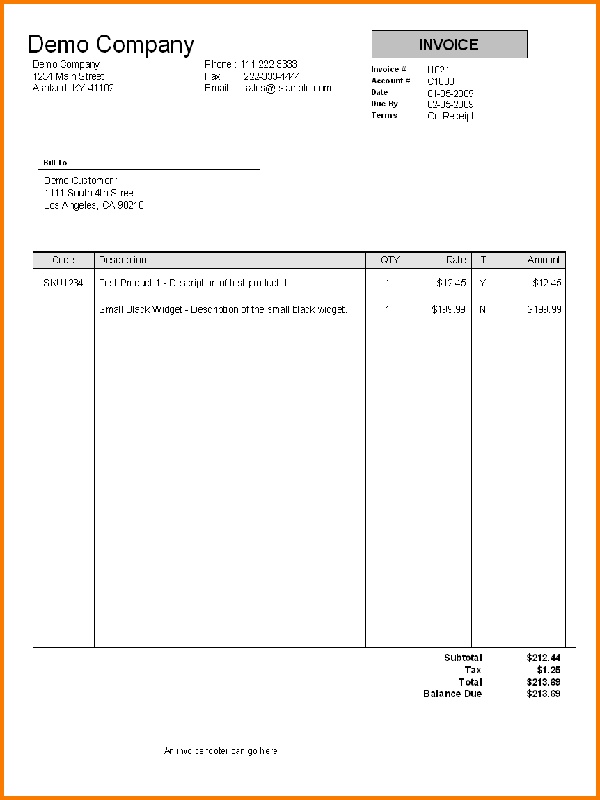 Demo Company
INVOICE
Demo Company
1234 Main Street
Ashland, KY 41102
Phone : 111-222-3333
Fax 222-333-4444
Email
Invoice #
Account #
Date 01-05-2009
Due By 02-05-2009
Terms On Receipt
Bill To
Demo Customer
1111 South 4th Street
Los Angeles, CA 90210
Code Description QTY Rate T Amount
SKU1234 Test Product 1 - Description of test product 1 1 $12.45 Y $12.45
Small Black Widget - Description of the small black widget. 1 $199.99 N $199.99
Subtotal $212.44
Tax $1.25
Total $213.69
Balance Due $213.69
An invoice footer can go here